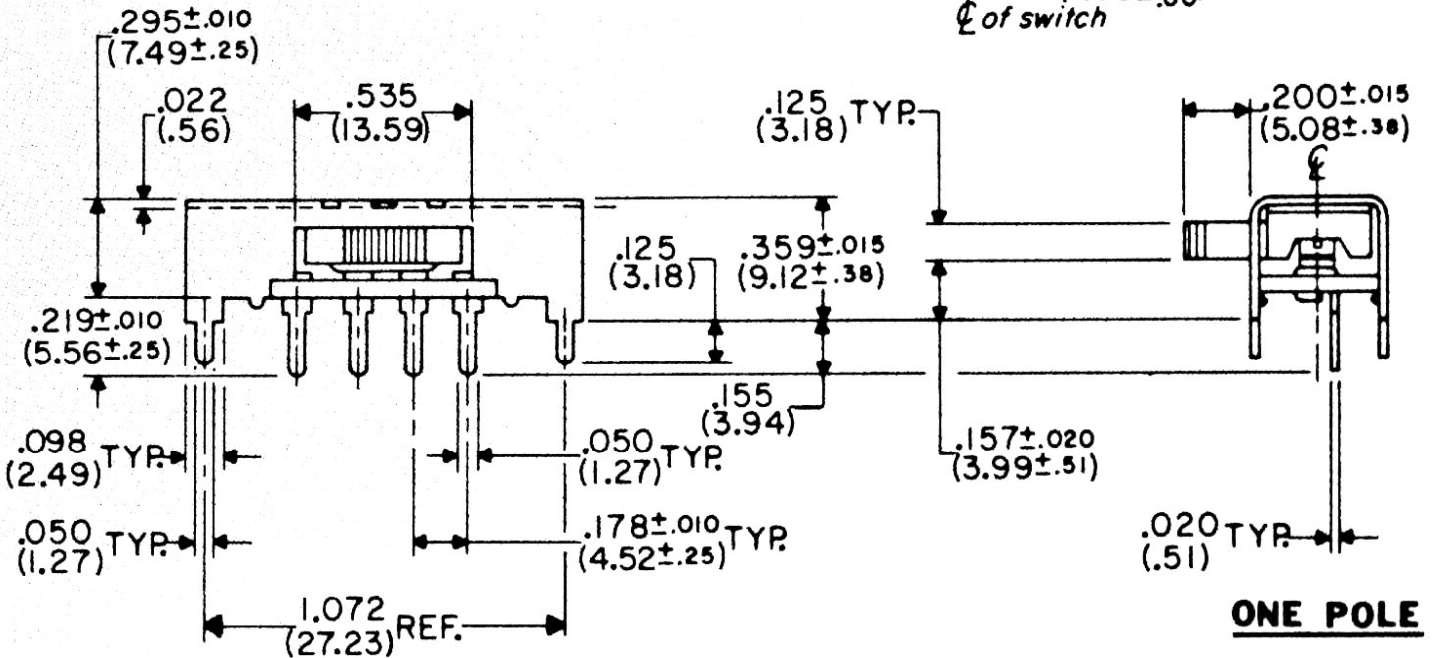 ℄ of switch
.295±.010
(7.49±.25)
.022
(.56)
.535
(13.59)
.125 TYP.
(3.18)
.200±.015
(5.08±.38)
℄
.125
(3.18)
.359±.015
(9.12±.38)
.219±.010
(5.56±.25)
.155
(3.94)
.098 TYP.
(2.49)
.050 TYP.
(1.27)
.157±.020
(3.99±.51)
.050 TYP.
(1.27)
.178±.010 TYP.
(4.52±.25)
.020 TYP.
(.51)
1.072 REF.
(27.23)
ONE POLE